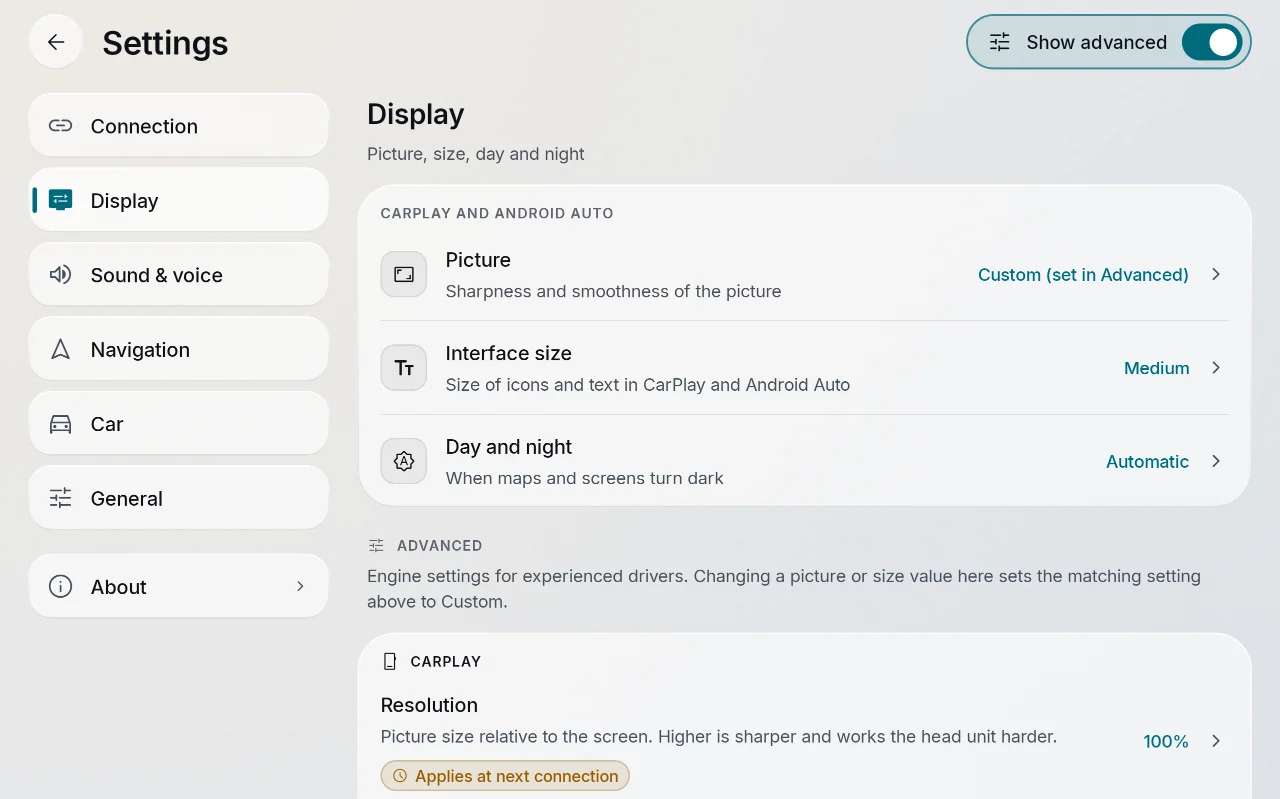 Settings
Show advanced
Connection
Display
Sound & voice
Navigation
Car
General
About
Display
Picture, size, day and night
CARPLAY AND ANDROID AUTO
Picture
Sharpness and smoothness of the picture
Custom (set in Advanced)
Interface size
Size of icons and text in CarPlay and Android Auto
Medium
Day and night
When maps and screens turn dark
Automatic
ADVANCED
Engine settings for experienced drivers. Changing a picture or size value here sets the matching setting
above to Custom.
CARPLAY
Resolution
Picture size relative to the screen. Higher is sharper and works the head unit harder.
100%
Applies at next connection